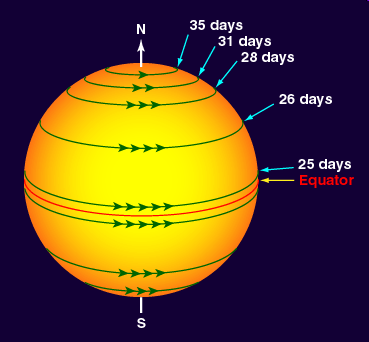 N
35 days
31 days
28 days
26 days
25 days
Equator
S